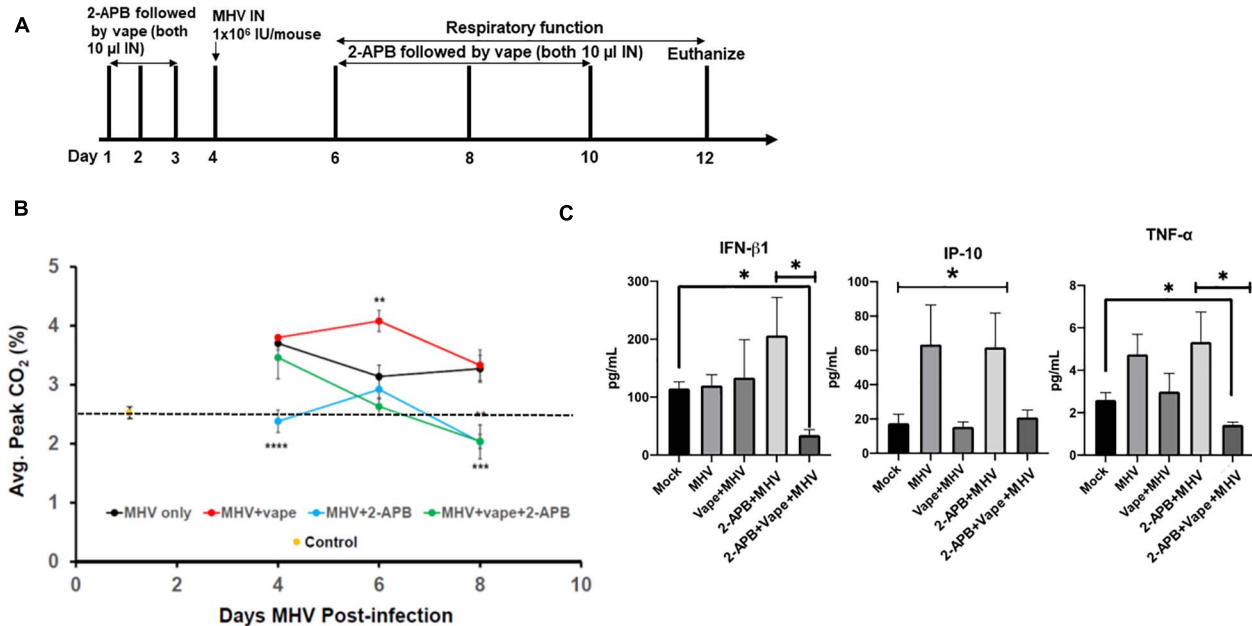 A
2-APB followed
by vape (both
10 µl IN)
MHV IN
1x10⁶ IU/mouse
Respiratory function
2-APB followed by vape (both 10 µl IN)
Euthanize
Day 1 2 3 4 6 8 10 12
B
Avg. Peak CO₂ (%)
5
4
3
2
1
0
**
****
**
***
MHV only MHV+vape MHV+2-APB MHV+vape+2-APB
Control
0 2 4 6 8 10
Days MHV Post-infection
C
IFN-β1
pg/mL
300
200
100
0
* *
Mock
MHV
Vape+MHV
2-APB+MHV
2-APB+Vape+MHV
IP-10
pg/mL
100
80
60
40
20
0
*
Mock
MHV
Vape+MHV
2-APB+MHV
2-APB+Vape+MHV
TNF-α
pg/mL
8
6
4
2
0
* *
Mock
MHV
Vape+MHV
2-APB+MHV
2-APB+Vape+MHV